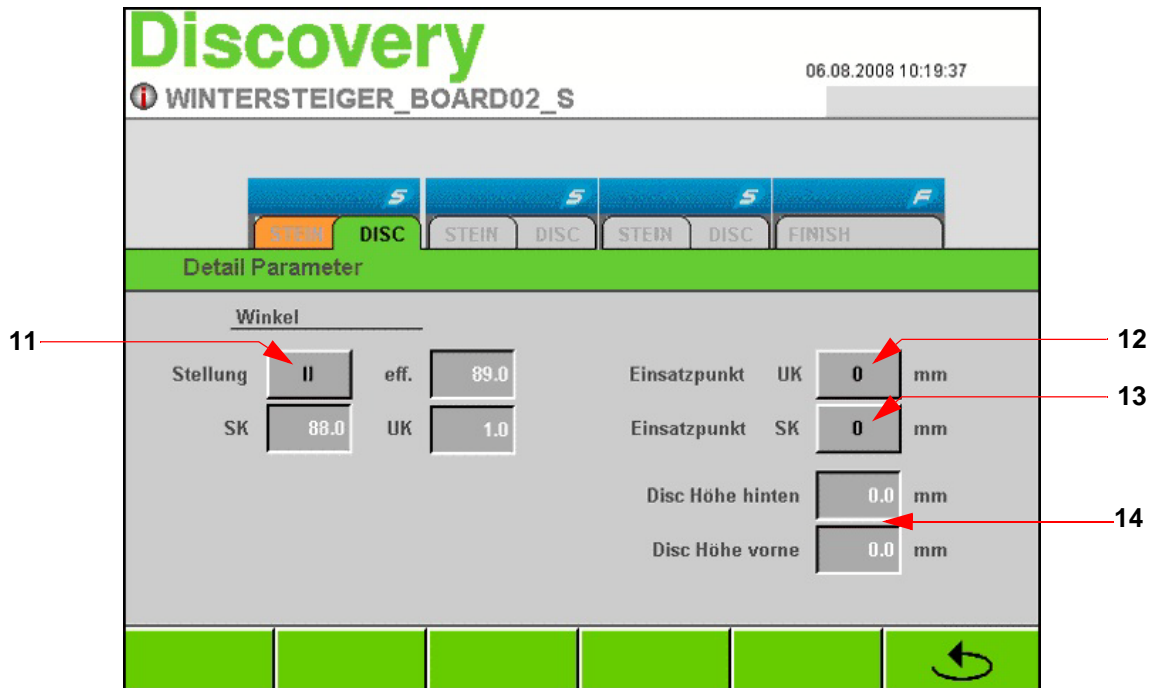 Discovery
06.08.2008 10:19:37
WINTERSTEIGER_BOARD02_S
S S S F
STEIN DISC STEIN DISC STEIN DISC FINISH
Detail Parameter
Winkel
11
12
Stellung II eff. 89.0 Einsatzpunkt UK 0 mm
13
SK 88.0 UK 1.0 Einsatzpunkt SK 0 mm
Disc Höhe hinten 0.0 mm
14
Disc Höhe vorne 0.0 mm